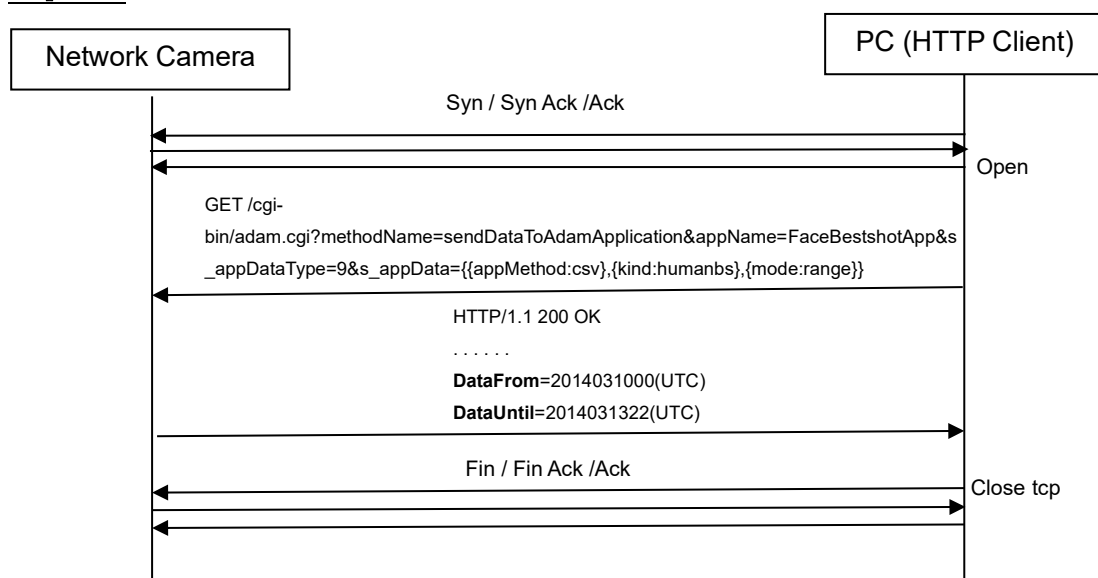 Network Camera
PC (HTTP Client)
Syn / Syn Ack /Ack
Open
GET /cgi-
bin/adam.cgi?methodName=sendDataToAdamApplication&appName=FaceBestshotApp&s
_appDataType=9&s_appData={{appMethod:csv},{kind:humanbs},{mode:range}}
HTTP/1.1 200 OK
. . . . . .
DataFrom=2014031000(UTC)
DataUntil=2014031322(UTC)
Fin / Fin Ack /Ack
Close tcp